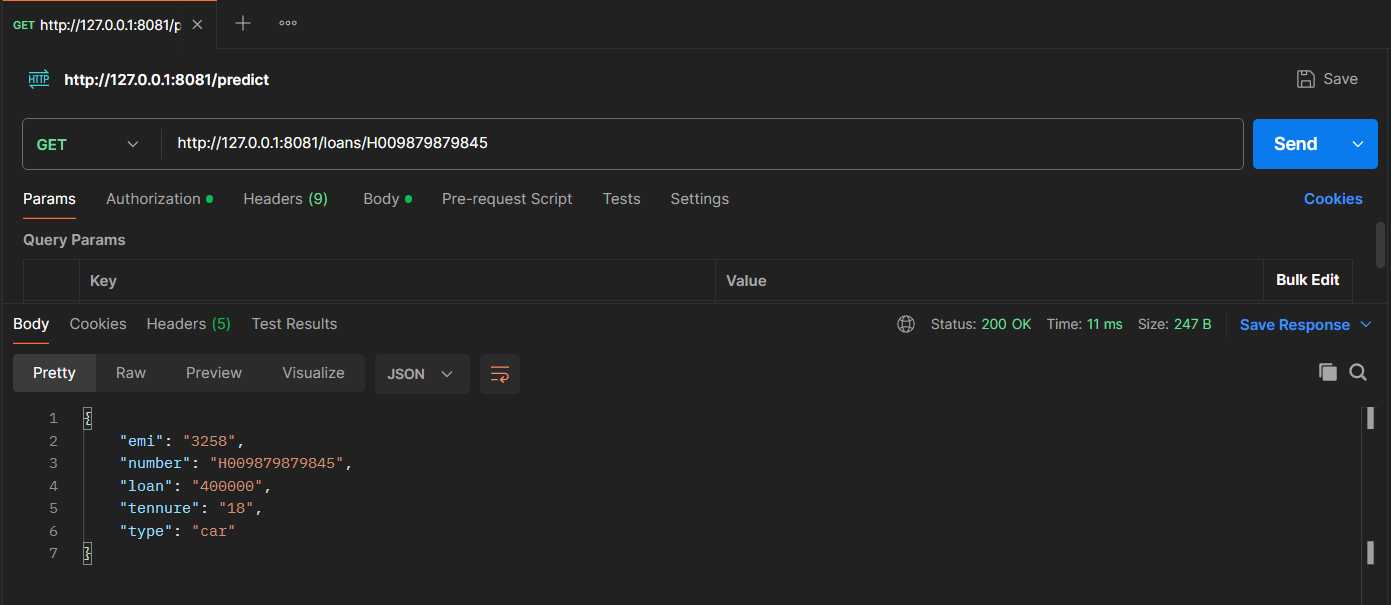 GET http://127.0.0.1:8081/p
HTTP http://127.0.0.1:8081/predict Save
GET http://127.0.0.1:8081/loans/H009879879845 Send
Params Authorization Headers (9) Body Pre-request Script Tests Settings Cookies
Query Params
Key Value Bulk Edit
Body Cookies Headers (5) Test Results Status: 200 OK Time: 11 ms Size: 247 B Save Response
Pretty Raw Preview Visualize JSON
1 {
2 "emi": "3258",
3 "number": "H009879879845",
4 "loan": "400000",
5 "tennure": "18",
6 "type": "car"
7 }